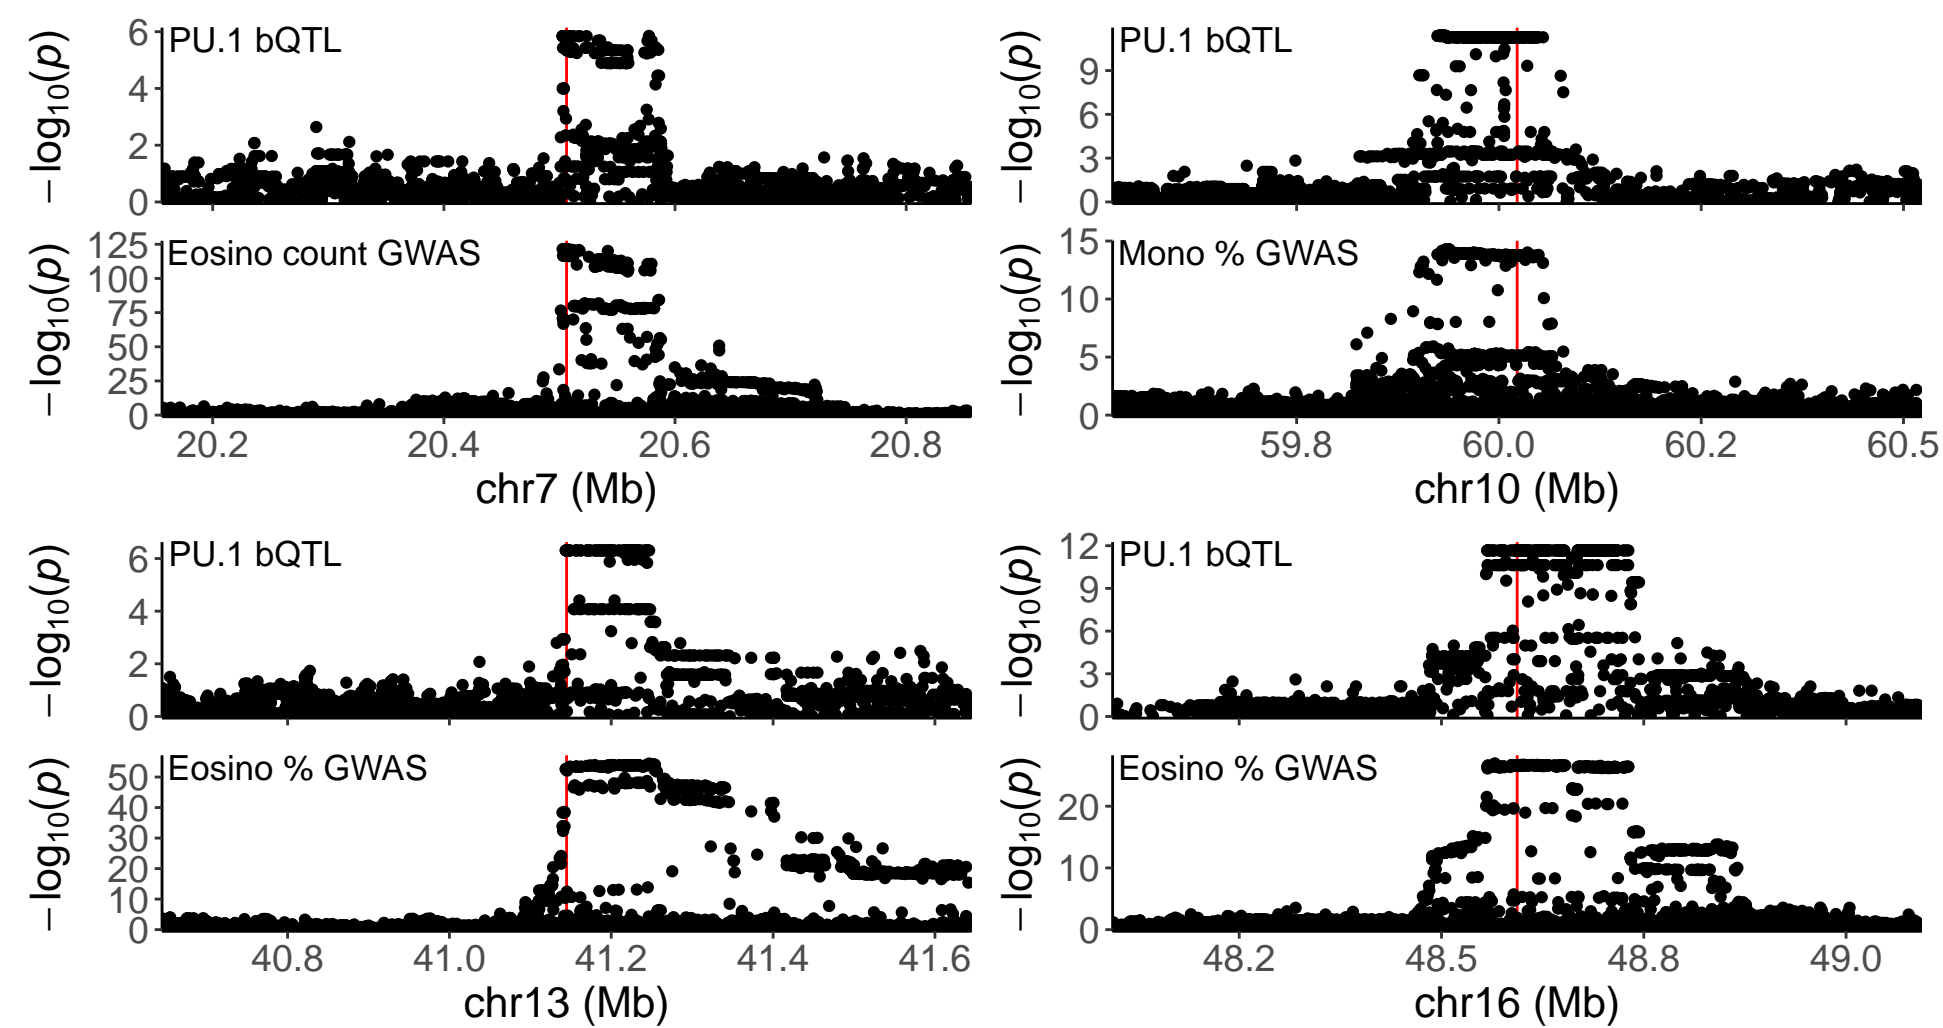 PU.1 bQTL
−log10(p)
6
4
2
0
Eosino count GWAS
−log10(p)
125
100
75
50
25
0
20.2 20.4 20.6 20.8
chr7 (Mb)
PU.1 bQTL
−log10(p)
9
6
3
0
Mono % GWAS
−log10(p)
15
10
5
0
59.8 60.0 60.2 60.5
chr10 (Mb)
PU.1 bQTL
−log10(p)
6
4
2
0
Eosino % GWAS
−log10(p)
50
40
30
20
10
0
40.8 41.0 41.2 41.4 41.6
chr13 (Mb)
PU.1 bQTL
−log10(p)
12
9
6
3
0
Eosino % GWAS
−log10(p)
20
10
0
48.2 48.5 48.8 49.0
chr16 (Mb)